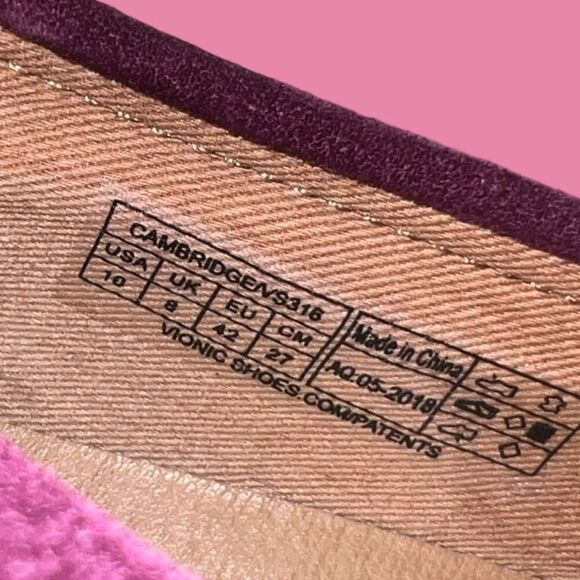 CAMBRIDGE/VS316
USA UK EU CM
10 8 42 27
Made in China
AQ.05-2018
VIONIC SHOES.COM/PATENTS